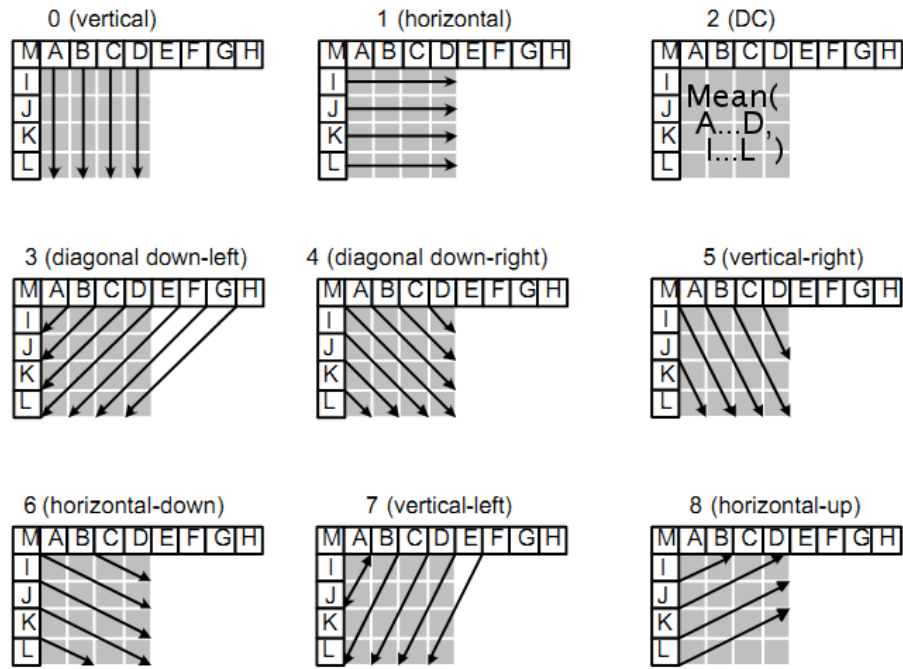 0 (vertical)
M A B C D E F G H
I
J
K
L
1 (horizontal)
M A B C D E F G H
I
J
K
L
2 (DC)
M A B C D E F G H
I
J
K
L
Mean(
A...D,
I...L )
3 (diagonal down-left)
M A B C D E F G H
I
J
K
L
4 (diagonal down-right)
M A B C D E F G H
I
J
K
L
5 (vertical-right)
M A B C D E F G H
I
J
K
L
6 (horizontal-down)
M A B C D E F G H
I
J
K
L
7 (vertical-left)
M A B C D E F G H
I
J
K
L
8 (horizontal-up)
M A B C D E F G H
I
J
K
L